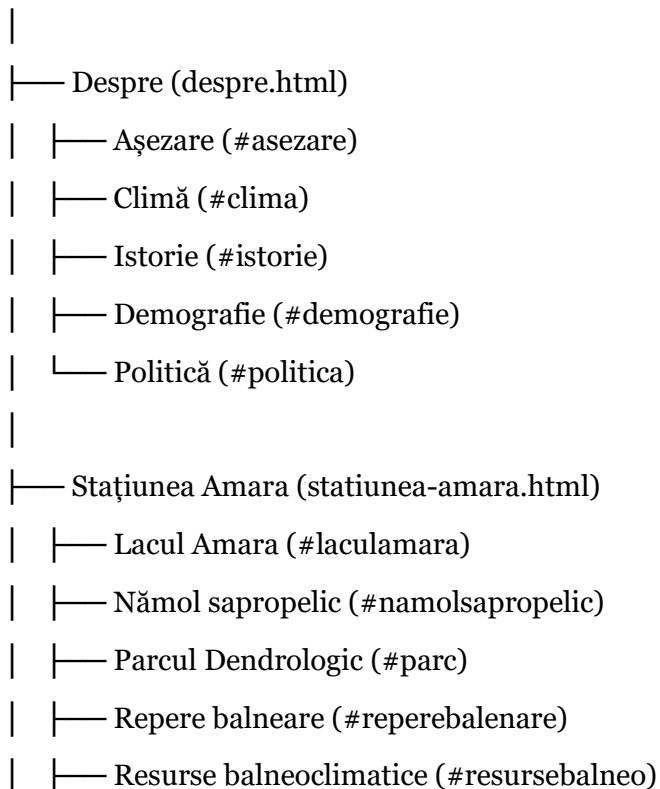 │
├── Despre (despre.html)
│ ├── Așezare (#asezare)
│ ├── Climă (#clima)
│ ├── Istorie (#istorie)
│ ├── Demografie (#demografie)
│ └── Politică (#politica)
│
├── Stațiunea Amara (statiunea-amara.html)
│ ├── Lacul Amara (#laculamara)
│ ├── Nămol sapropelic (#namolsapropelic)
│ ├── Parcul Dendrologic (#parc)
│ ├── Repere balneare (#reperebalenare)
│ ├── Resurse balneoclimatice (#resursebalneo)